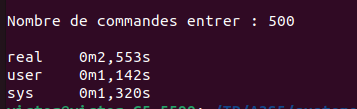 Nombre de commandes entrer : 500
real 0m2,553s
user 0m1,142s
sys 0m1,320s